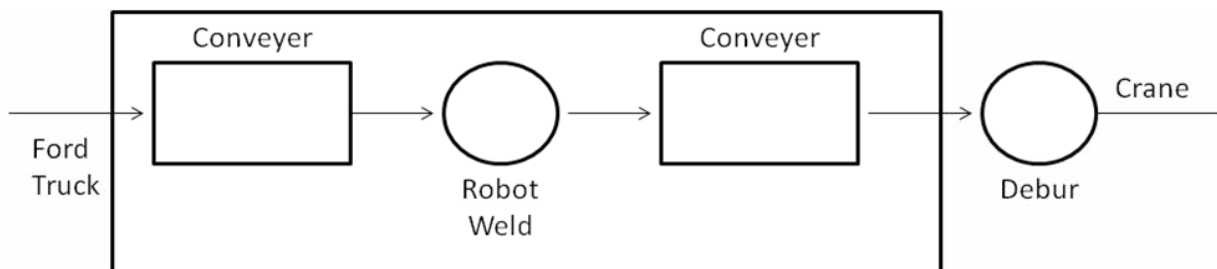 Conveyer
Conveyer
Crane
Ford
Truck
Robot
Weld
Debur